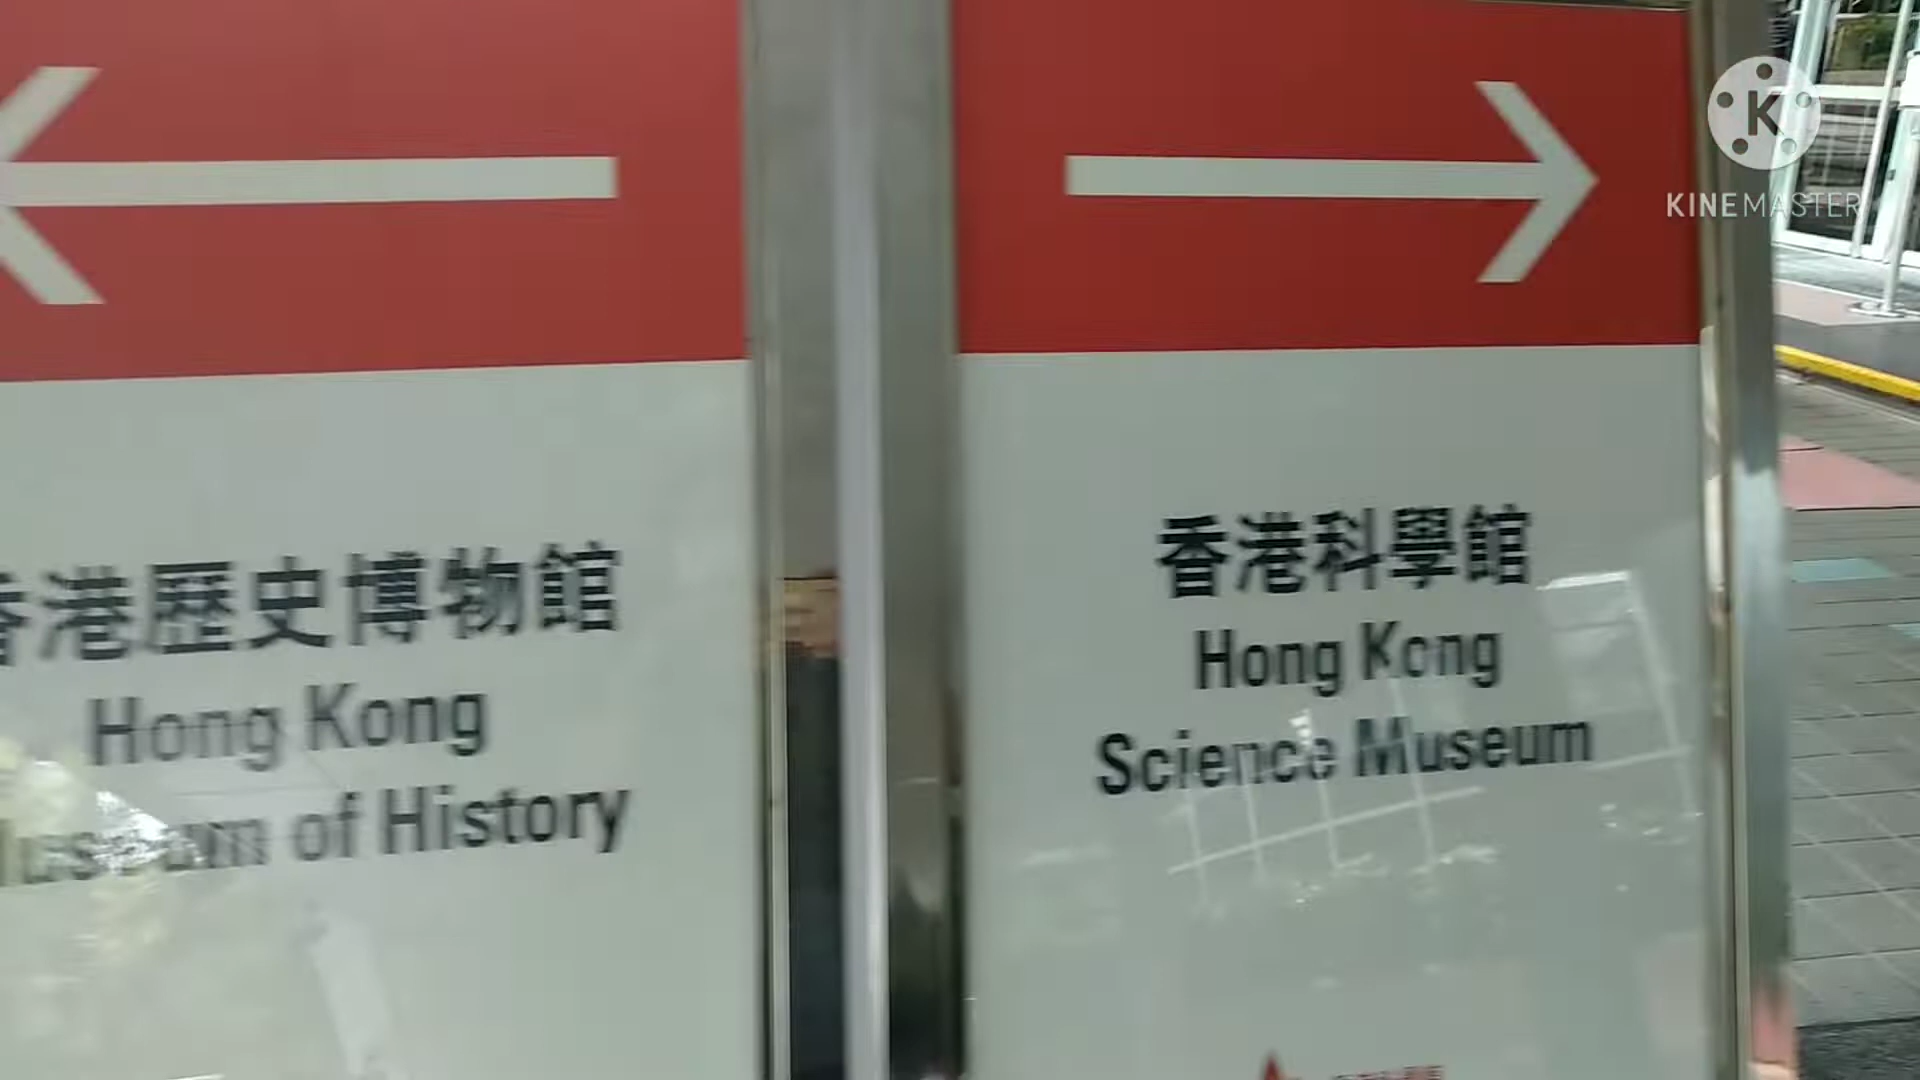 香港歷史博物館
Hong Kong
Museum of History
香港科學館
Hong Kong
Science Museum
K
KINEMASTER